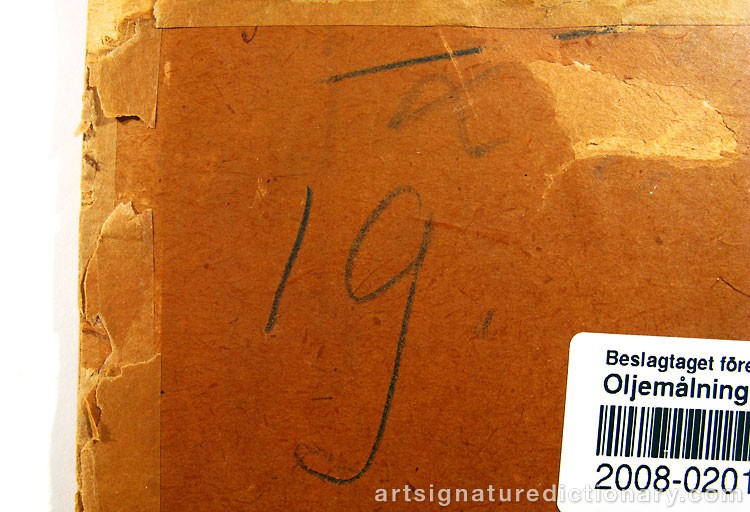 19.
Beslagtaget före
Oljemålning
2008-0201
artsignaturedictionary.com